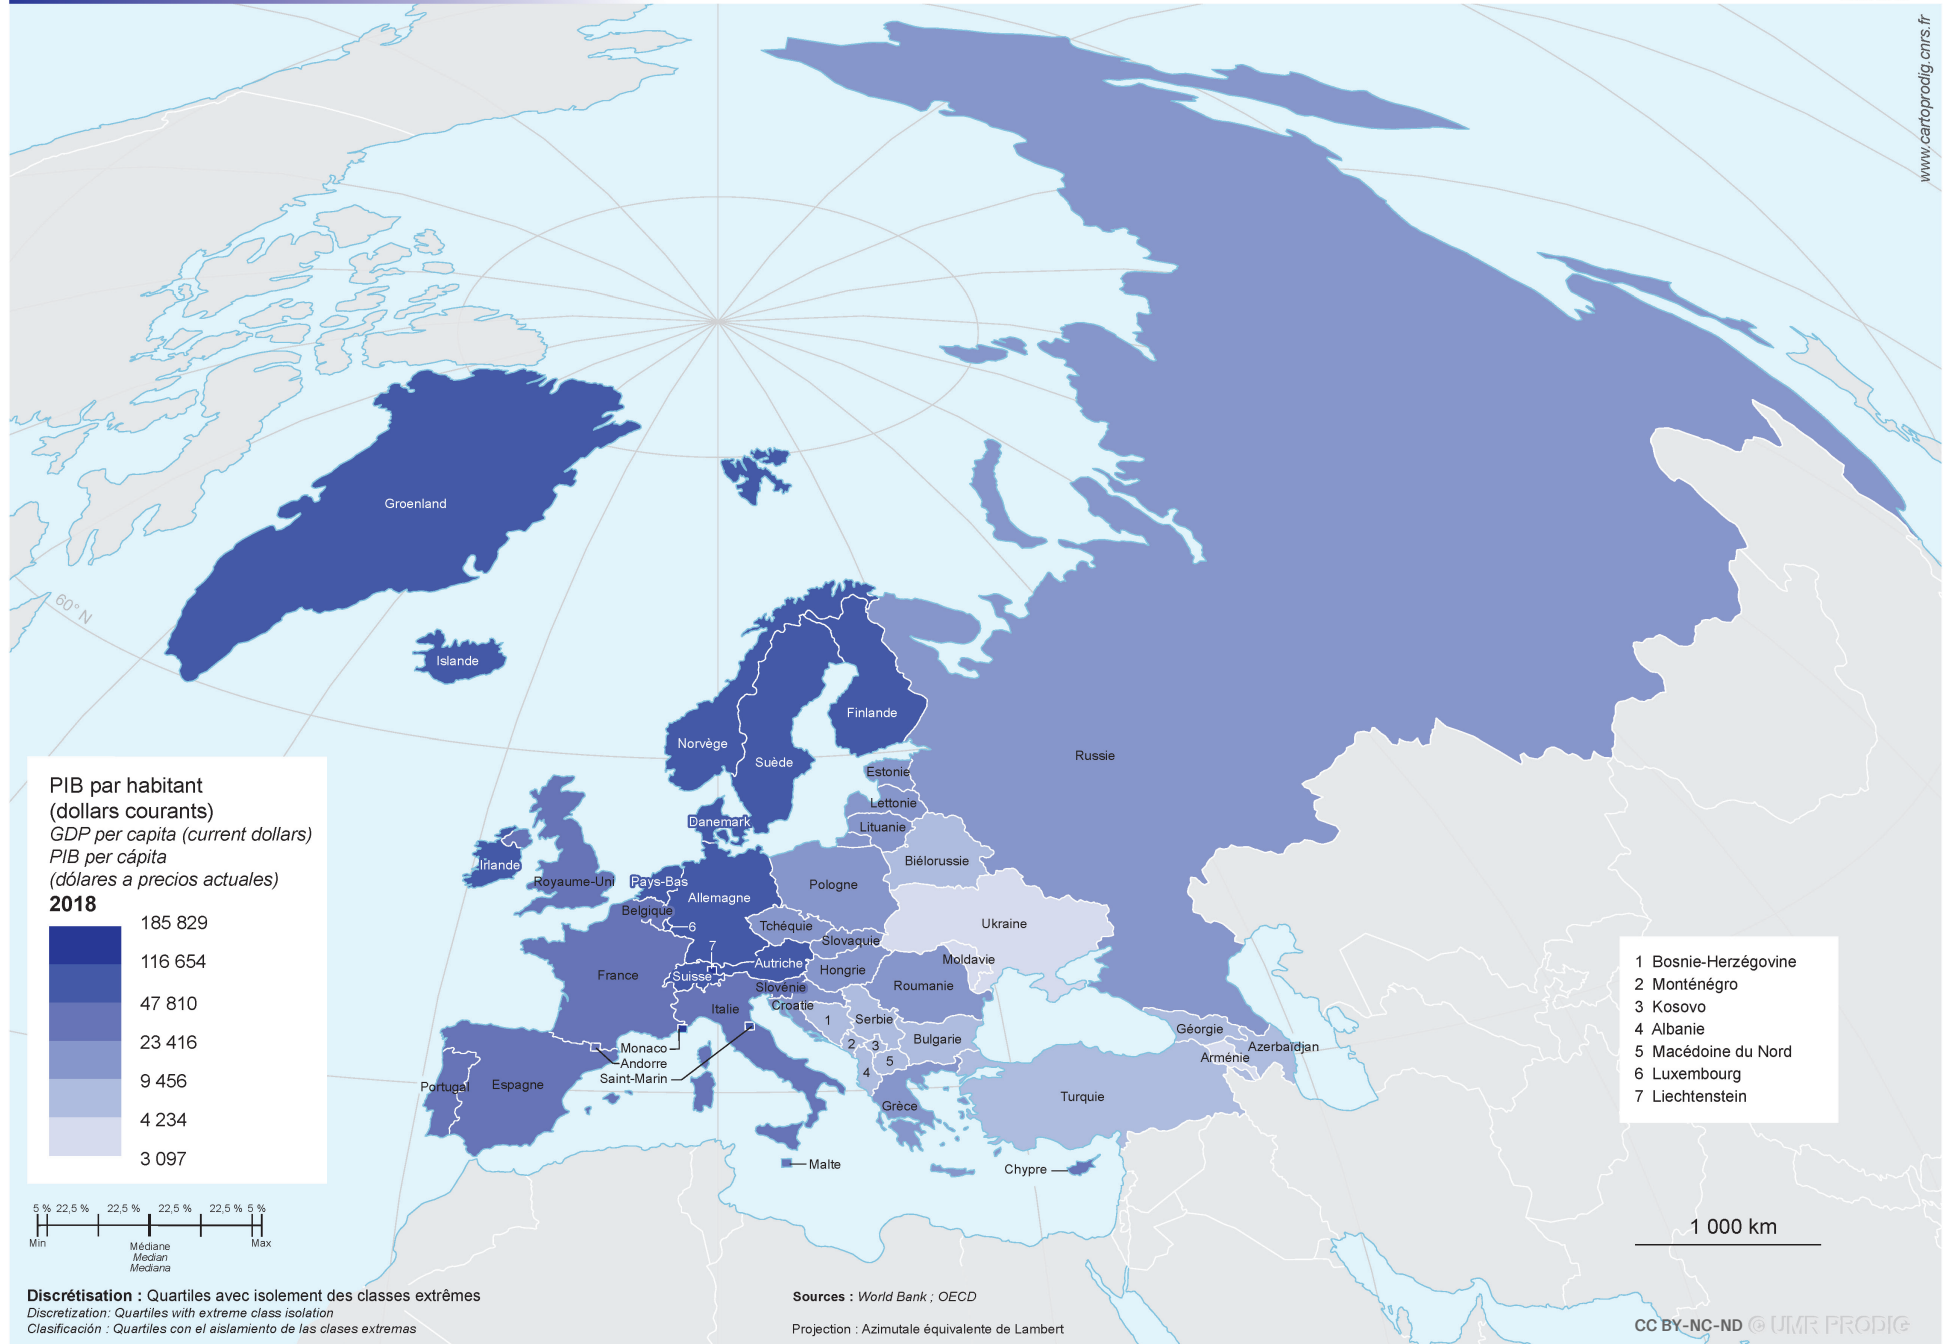 www.cartoprodig.cnrs.fr
Groenland
60° N
Islande
Finlande
Norvège
Suède
Russie
Estonie
Lettonie
Danemark
Lituanie
Biélorussie
Irlande
Royaume-Uni
Pays-Bas
Allemagne
Pologne
Belgique
6
Tchéquie
Ukraine
Slovaquie
7
Moldavie
France
Suisse
Autriche
Hongrie
Slovénie
Roumanie
Croatie
Italie
1
Serbie
Géorgie
Bulgarie
2
3
Azerbaïdjan
Monaco
Arménie
Andorre
5
Saint-Marin
4
Portugal
Espagne
Turquie
Grèce
Malte
Chypre
PIB par habitant
(dollars courants)
GDP per capita (current dollars)
PIB per cápita
(dólares a precios actuales)
2018
185 829
116 654
47 810
23 416
9 456
4 234
3 097
5 % 22,5 % 22,5 % 22,5 % 22,5 % 5 %
Min
Max
Médiane
Median
Mediana
1 Bosnie-Herzégovine
2 Monténégro
3 Kosovo
4 Albanie
5 Macédoine du Nord
6 Luxembourg
7 Liechtenstein
1 000 km
Discrétisation : Quartiles avec isolement des classes extrêmes
Discretization: Quartiles with extreme class isolation
Clasificación : Quartiles con el aislamiento de las clases extremas
Sources : World Bank ; OECD
Projection : Azimutale équivalente de Lambert
CC BY-NC-ND © UMR PRODIG